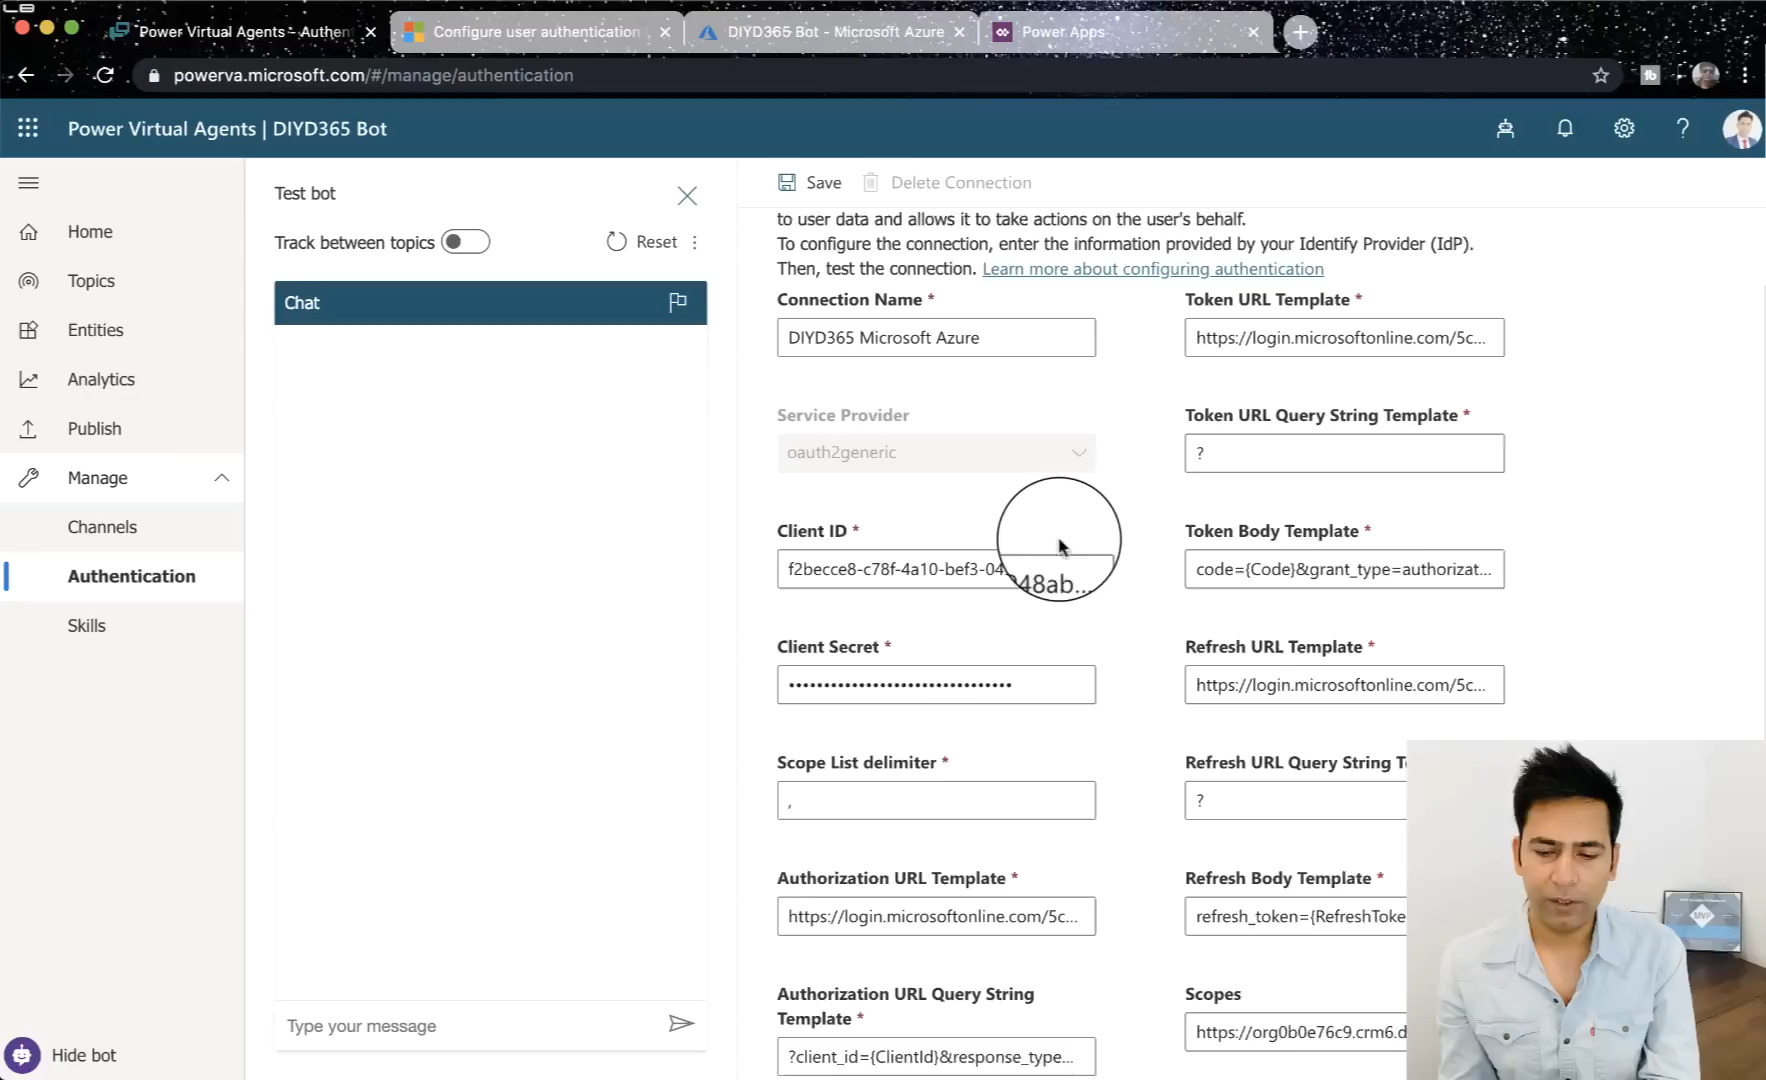 Power Virtual Agents - Authen
Configure user authentication
DIYD365 Bot - Microsoft Azure
Power Apps
powerva.microsoft.com/#/manage/authentication
Power Virtual Agents | DIYD365 Bot
Home
Topics
Entities
Analytics
Publish
Manage
Channels
Authentication
Skills
Hide bot
Test bot
Track between topics
Reset
Chat
Type your message
Save
Delete Connection
to user data and allows it to take actions on the user's behalf.
To configure the connection, enter the information provided by your Identify Provider (IdP).
Then, test the connection. Learn more about configuring authentication
Connection Name *
DIYD365 Microsoft Azure
Service Provider
oauth2generic
Client ID *
f2becce8-c78f-4a10-bef3-04
948ab...
Client Secret *
••••••••••••••••••••••••••••••••
Scope List delimiter *
,
Authorization URL Template *
https://login.microsoftonline.com/5c...
Authorization URL Query String
Template *
?client_id={ClientId}&response_type...
Token URL Template *
https://login.microsoftonline.com/5c...
Token URL Query String Template *
?
Token Body Template *
code={Code}&grant_type=authorizat...
Refresh URL Template *
https://login.microsoftonline.com/5c...
Refresh URL Query String T
?
Refresh Body Template *
refresh_token={RefreshToke
Scopes
https://org0b0e76c9.crm6.d
MVP